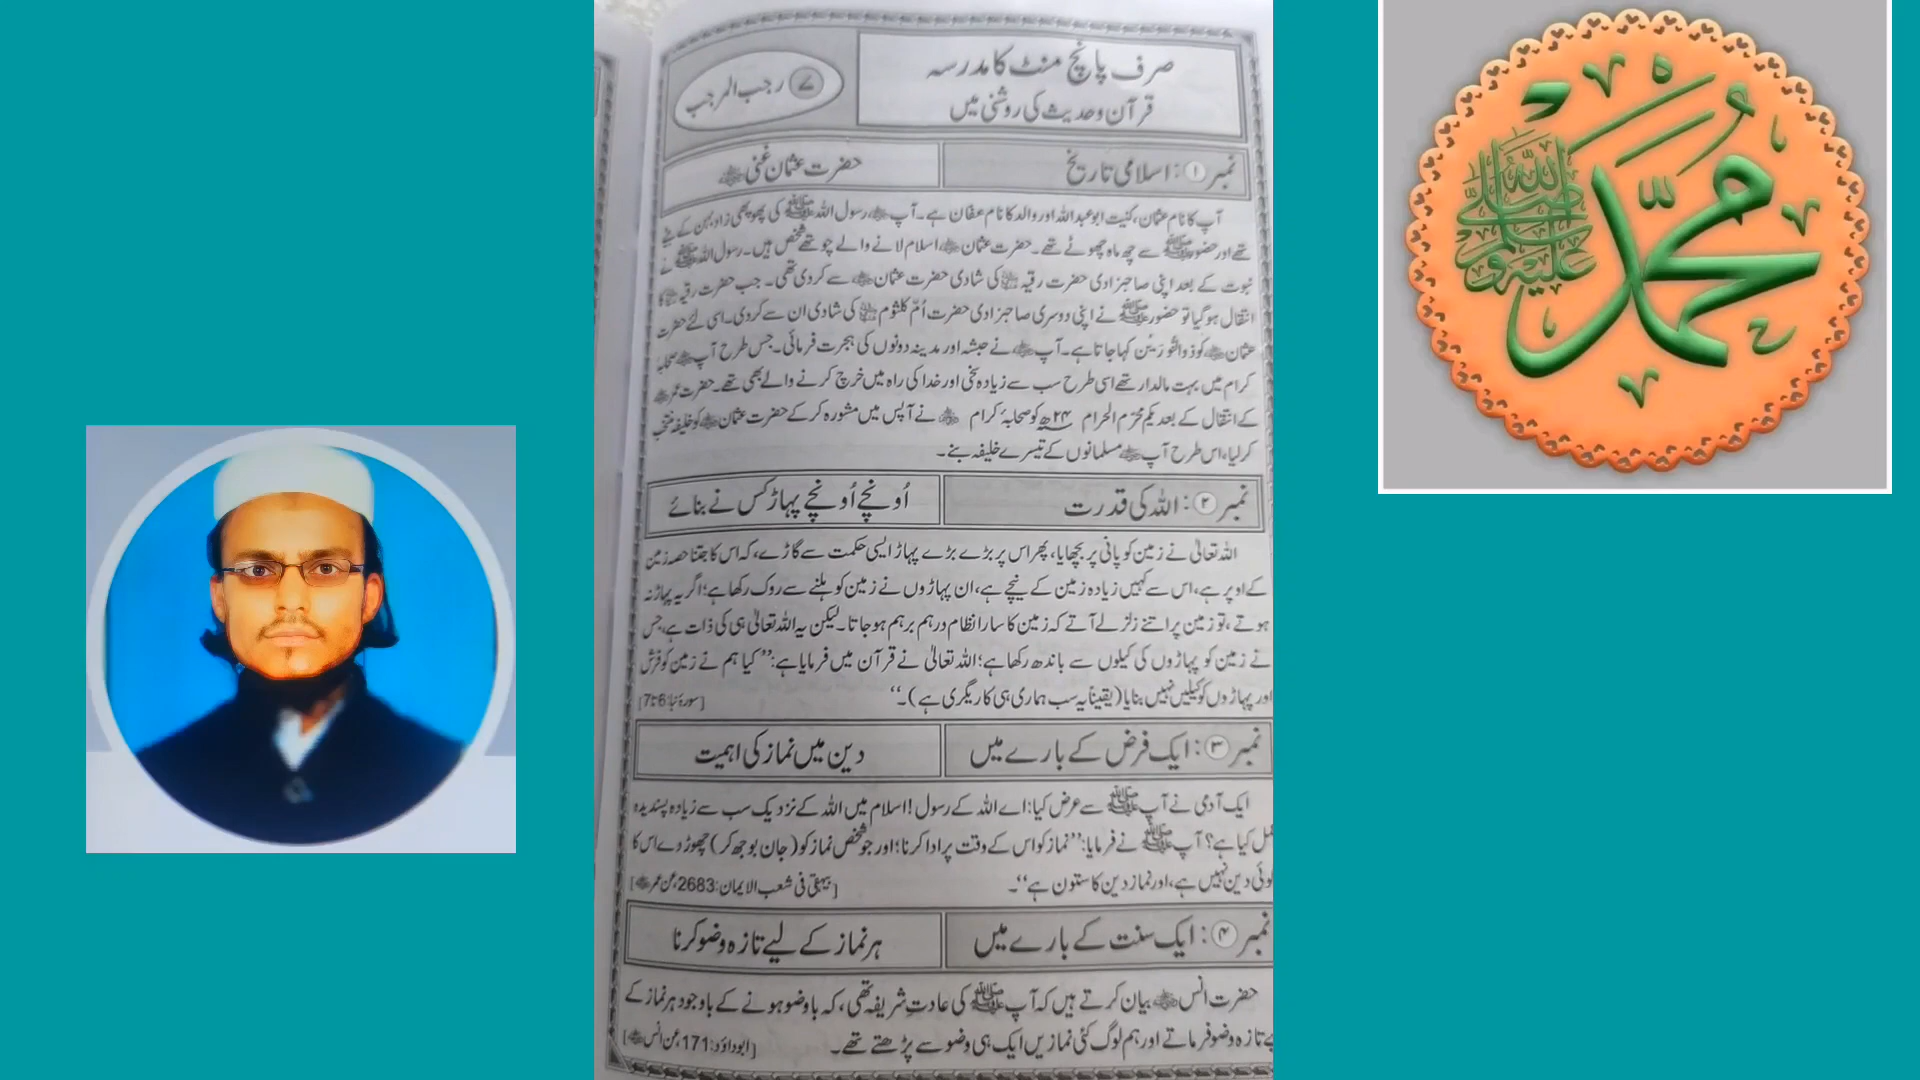 صرف پانچ منٹ کا مدرسہ
قرآن وحدیث کی روشنی میں
۷ رجب المرجب
نمبر ۱ : اسلامی تاریخ
حضرت عثمان غنی ؓ
آپ کا نام عثمان، کنیت ابو عبداللہ اور والد کا نام عفان ہے۔ آپ ؓ، رسول اللہ ﷺ کی پھوپھی زاد بہن کے بیٹے
تھے اور حضور ﷺ سے چھ ماہ چھوٹے تھے۔ حضرت عثمان ؓ اسلام لانے والے چوتھے شخص ہیں۔ رسول اللہ ﷺ نے
نبوت کے بعد اپنی صاحبزادی حضرت رقیہ ؓ کی شادی حضرت عثمان ؓ سے کردی تھی۔ جب حضرت رقیہ ؓ کا
انتقال ہو گیا تو حضور ﷺ نے اپنی دوسری صاحبزادی حضرت اُمّ کلثوم ؓ کی شادی ان سے کردی۔ اسی لئے حضرت
عثمان ؓ کو ذوالنُّورَین کہا جاتا ہے۔ آپ ؓ نے حبشہ اور مدینہ دونوں کی ہجرت فرمائی۔ جس طرح آپ ؓ صحابۂ
کرام میں بہت مالدار تھے اسی طرح سب سے زیادہ سخی اور خدا کی راہ میں خرچ کرنے والے بھی تھے۔ حضرت عمر ؓ
کے انتقال کے بعد یکم محرّم الحرام ۲۴ھ کو صحابۂ کرام ؓ نے آپس میں مشورہ کرکے حضرت عثمان ؓ کو خلیفہ منتخب
کرلیا، اس طرح آپ ؓ مسلمانوں کے تیسرے خلیفہ بنے۔
نمبر ۲ : اللہ کی قدرت
اُونچے اُونچے پہاڑ کس نے بنائے
اللہ تعالیٰ نے زمین کو پانی پر بچھایا، پھر اس پر بڑے بڑے پہاڑ ایسی حکمت سے گاڑے، کہ اس کا جتنا حصہ زمین
کے اوپر ہے، اس سے کہیں زیادہ زمین کے نیچے ہے، ان پہاڑوں نے زمین کو ہلنے سے روک رکھا ہے؛ اگر یہ پہاڑ نہ
ہوتے، تو زمین پر اتنے زلزلے آتے کہ زمین کا سارا نظام درہم برہم ہو جاتا۔ لیکن یہ اللہ تعالیٰ ہی کی ذات ہے، جس
نے زمین کو پہاڑوں کی کیلوں سے باندھ رکھا ہے؛ اللہ تعالیٰ نے قرآن میں فرمایا ہے: ”کیا ہم نے زمین کو فرش
اور پہاڑوں کو کیلیں نہیں بنایا (یقیناً یہ سب ہماری ہی کاریگری ہے)۔“
[سورۂ نبا: 6 تا 7]
نمبر ۳ : ایک فرض کے بارے میں
دین میں نماز کی اہمیت
ایک آدمی نے آپ ﷺ سے عرض کیا: اے اللہ کے رسول! اسلام میں اللہ کے نزدیک سب سے زیادہ پسندیدہ
عمل کیا ہے؟ آپ ﷺ نے فرمایا: ”نماز کو اس کے وقت پر ادا کرنا؛ اور جو شخص نماز کو (جان بوجھ کر) چھوڑ دے اس کا
کوئی دین نہیں ہے، اور نماز دین کا ستون ہے“۔
[بیہقی فی شعب الایمان: 2683، عن عمر ؓ]
نمبر ۴ : ایک سنت کے بارے میں
ہر نماز کے لیے تازہ وضو کرنا
حضرت انس ؓ بیان کرتے ہیں کہ آپ ﷺ کی عادتِ شریفہ تھی، کہ با وضو ہونے کے باوجود ہر نماز کے
لیے تازہ وضو فرماتے اور ہم لوگ کئی نمازیں ایک ہی وضو سے پڑھتے تھے۔
[ابوداؤد: 171، عن انس ؓ]
محمد
صلى الله عليه وسلم